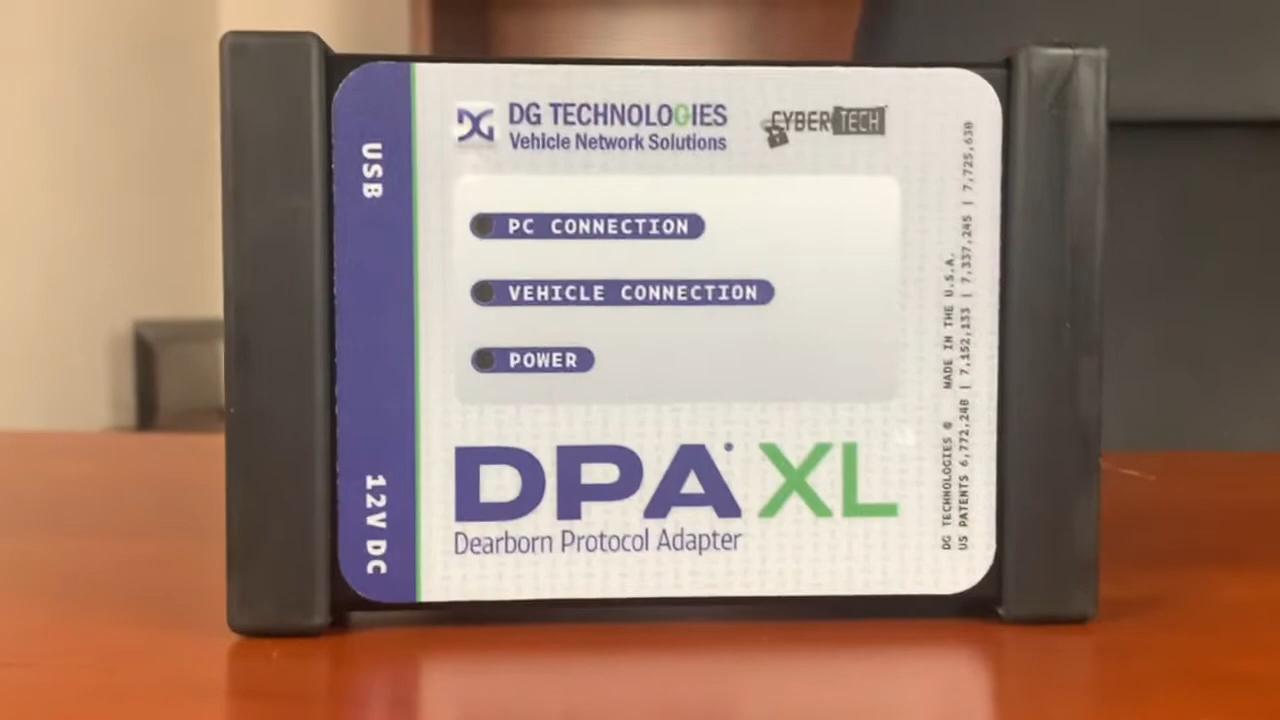 USB
12V DC
DG TECHNOLOGIES
Vehicle Network Solutions
CYBERTECH
PC CONNECTION
VEHICLE CONNECTION
POWER
DPA XL
Dearborn Protocol Adapter
DG TECHNOLOGIES © MADE IN THE U.S.A.
US PATENTS 6,772,248 | 7,152,133 | 7,337,245 | 7,725,630